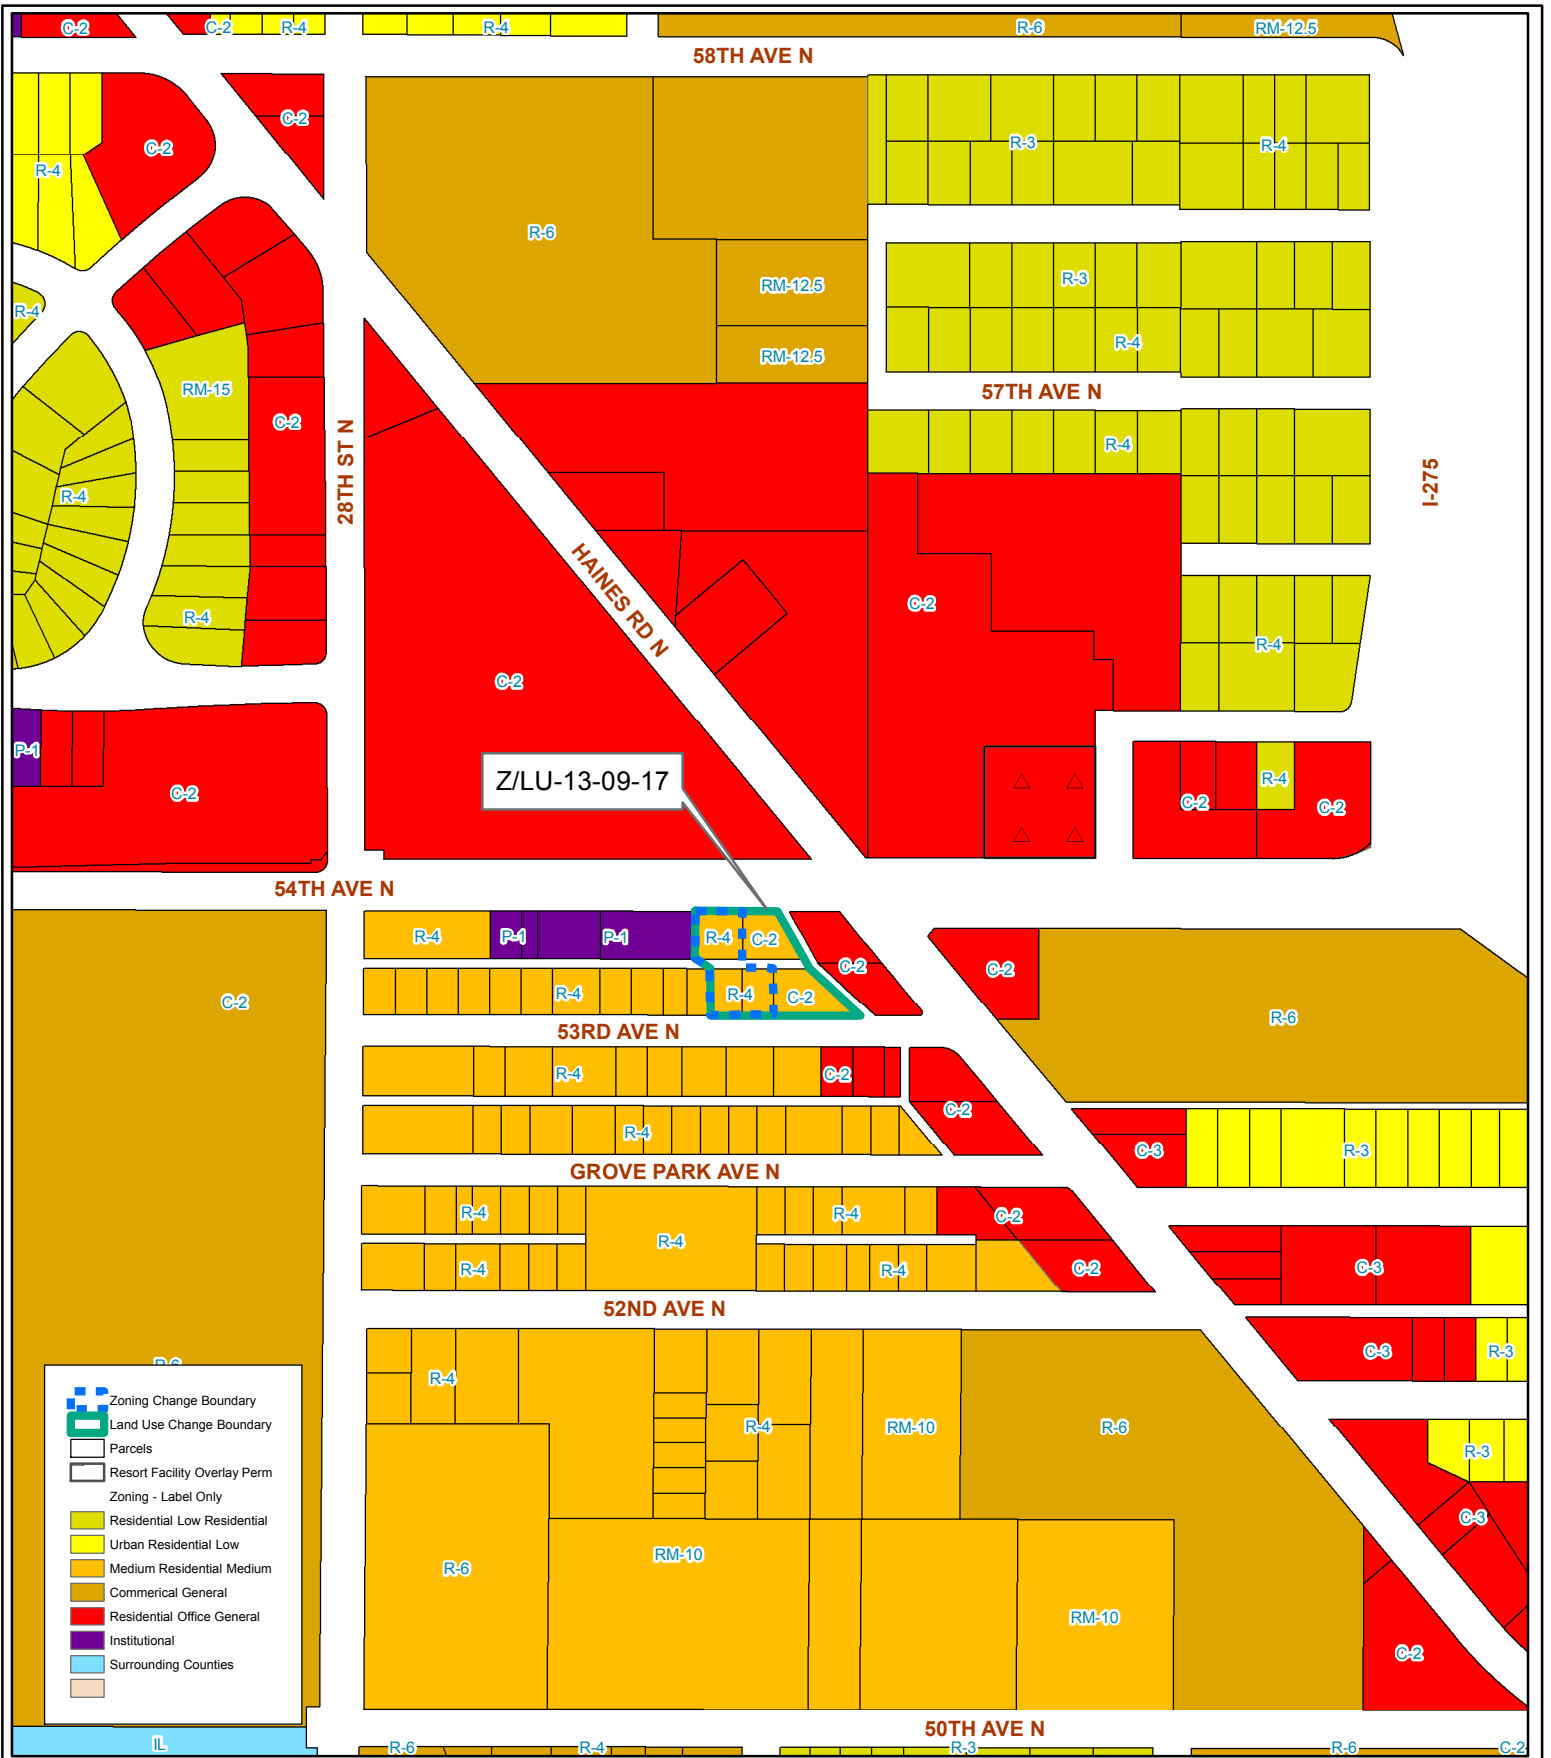 C-2
C-2
R-4
R-4
R-6
RM-12.5
58TH AVE N
C-2
C-2
R-4
R-3
R-4
R-6
RM-12.5
R-3
R-4
RM-12.5
R-4
RM-15
57TH AVE N
C-2
R-4
28TH ST N
I-275
R-4
HAINES RD N
C-2
R-4
R-4
C-2
P-1
Z/LU-13-09-17
R-4
C-2
C-2
C-2
54TH AVE N
R-4
P-1
P-1
R-4
C-2
C-2
C-2
C-2
R-4
R-4
C-2
R-6
53RD AVE N
R-4
C-2
C-2
R-4
C-3
R-3
GROVE PARK AVE N
R-4
R-4
C-2
R-4
R-4
R-4
C-2
C-3
52ND AVE N
R-6
R-4
C-3
R-3
R-4
RM-10
R-6
R-3
C-3
R-6
RM-10
RM-10
C-2
Zoning Change Boundary
Land Use Change Boundary
Parcels
Resort Facility Overlay Perm
Zoning - Label Only
Residential Low Residential
Urban Residential Low
Medium Residential Medium
Commerical General
Residential Office General
Institutional
Surrounding Counties
50TH AVE N
IL
R-6
R-4
R-3
R-6
C-2